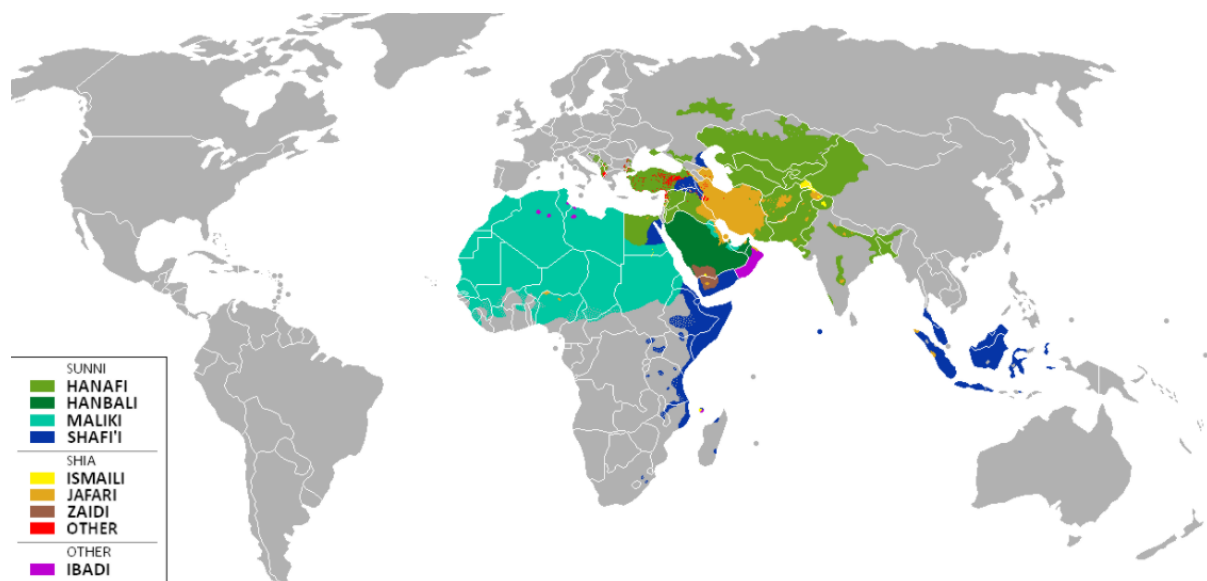 SUNNI
HANAFI
HANBALI
MALIKI
SHAFI'I
SHIA
ISMAILI
JAFARI
ZAIDI
OTHER
OTHER
IBADI